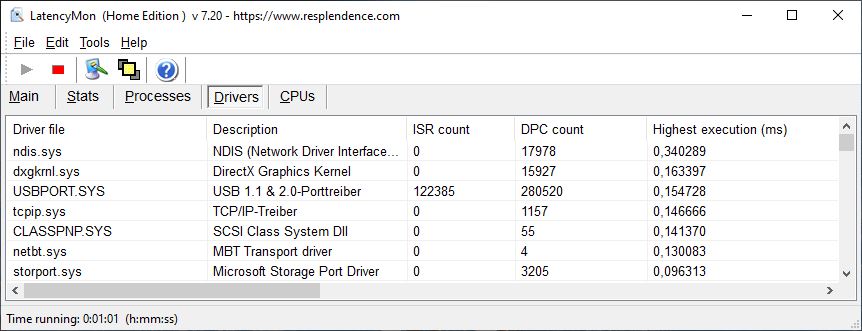 LatencyMon (Home Edition ) v 7.20 - https://www.resplendence.com
File Edit Tools Help
Main Stats Processes Drivers CPUs
Driver file Description ISR count DPC count Highest execution (ms)
ndis.sys NDIS (Network Driver Interface... 0 17978 0,340289
dxgkrnl.sys DirectX Graphics Kernel 0 15927 0,163397
USBPORT.SYS USB 1.1 & 2.0-Porttreiber 122385 280520 0,154728
tcpip.sys TCP/IP-Treiber 0 1157 0,146666
CLASSPNP.SYS SCSI Class System Dll 0 55 0,141370
netbt.sys MBT Transport driver 0 4 0,130083
storport.sys Microsoft Storage Port Driver 0 3205 0,096313
Time running: 0:01:01 (h:mm:ss)